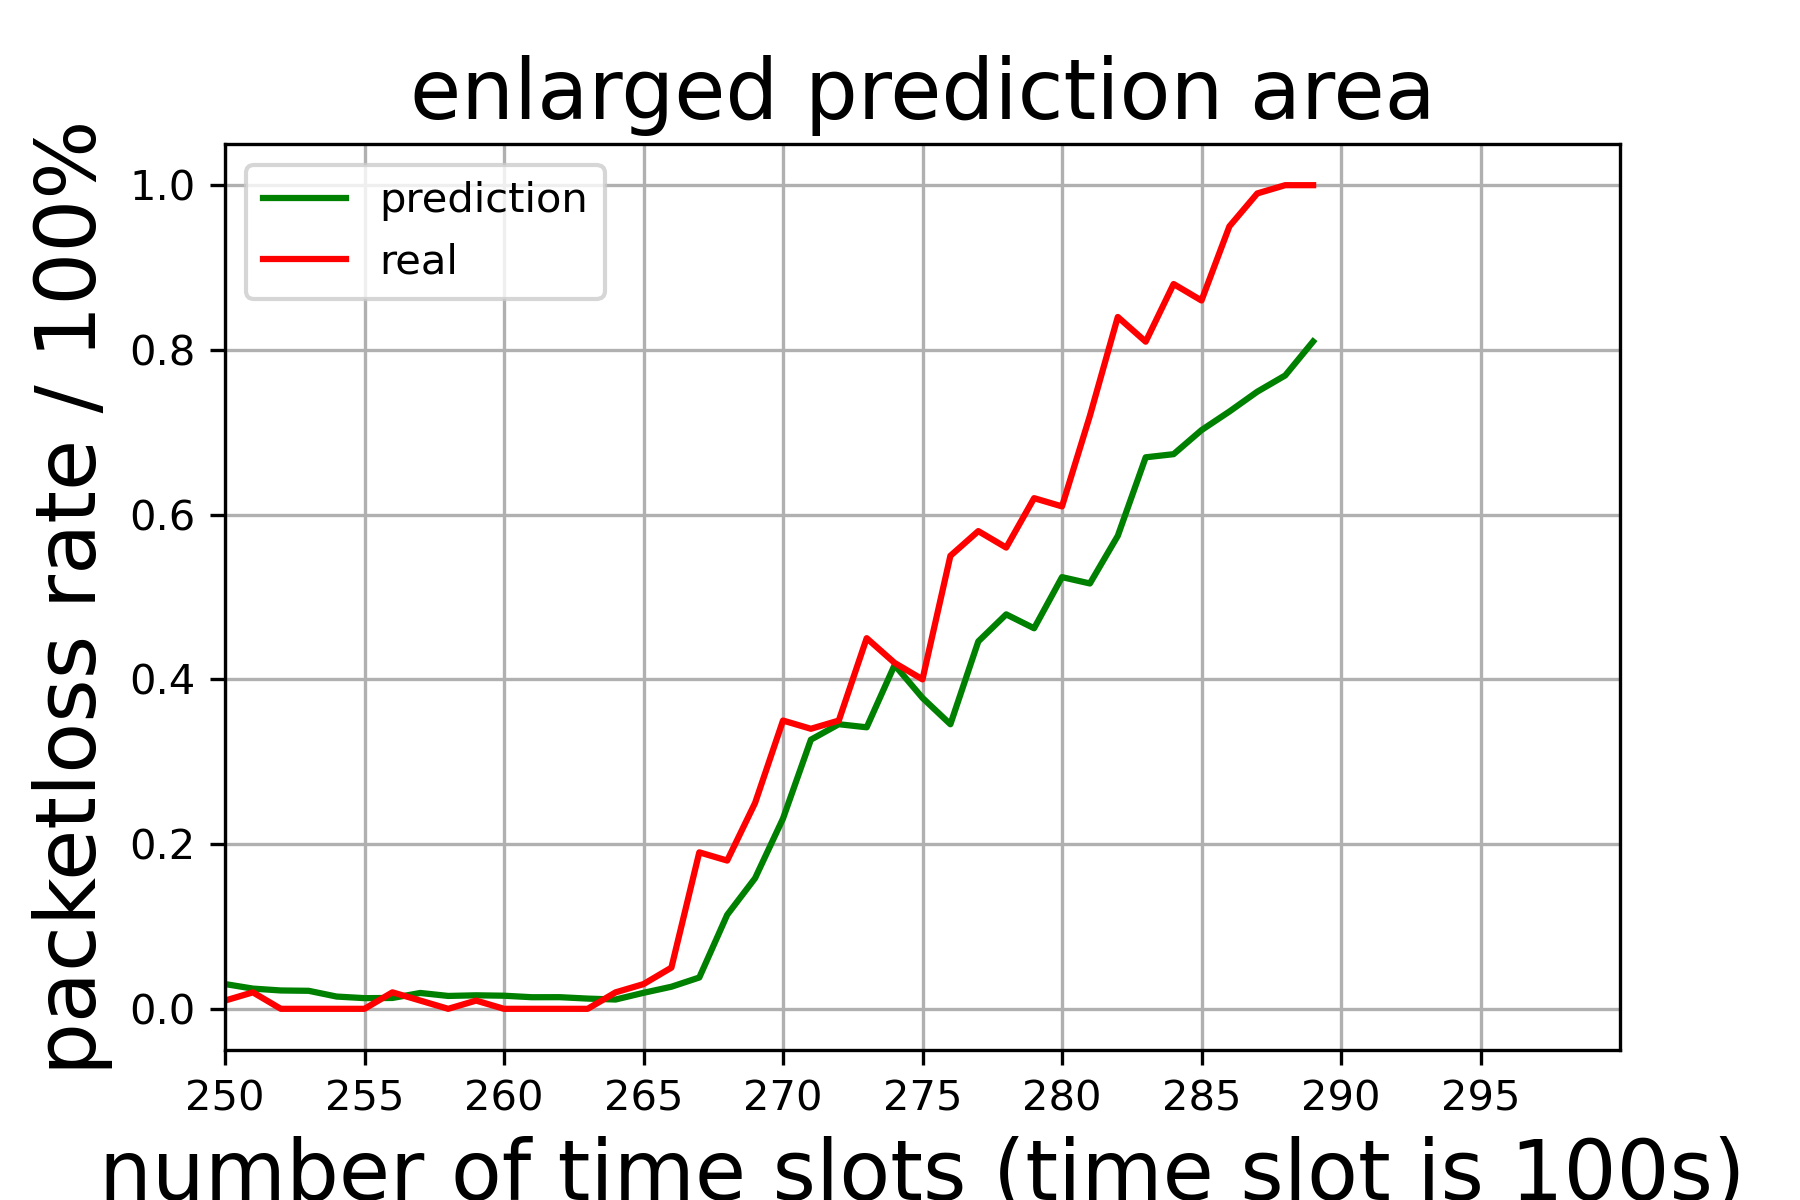 enlarged prediction area
packetloss rate / 100%
1.0
0.8
0.6
0.4
0.2
0.0
prediction
real
250 255 260 265 270 275 280 285 290 295
number of time slots (time slot is 100s)